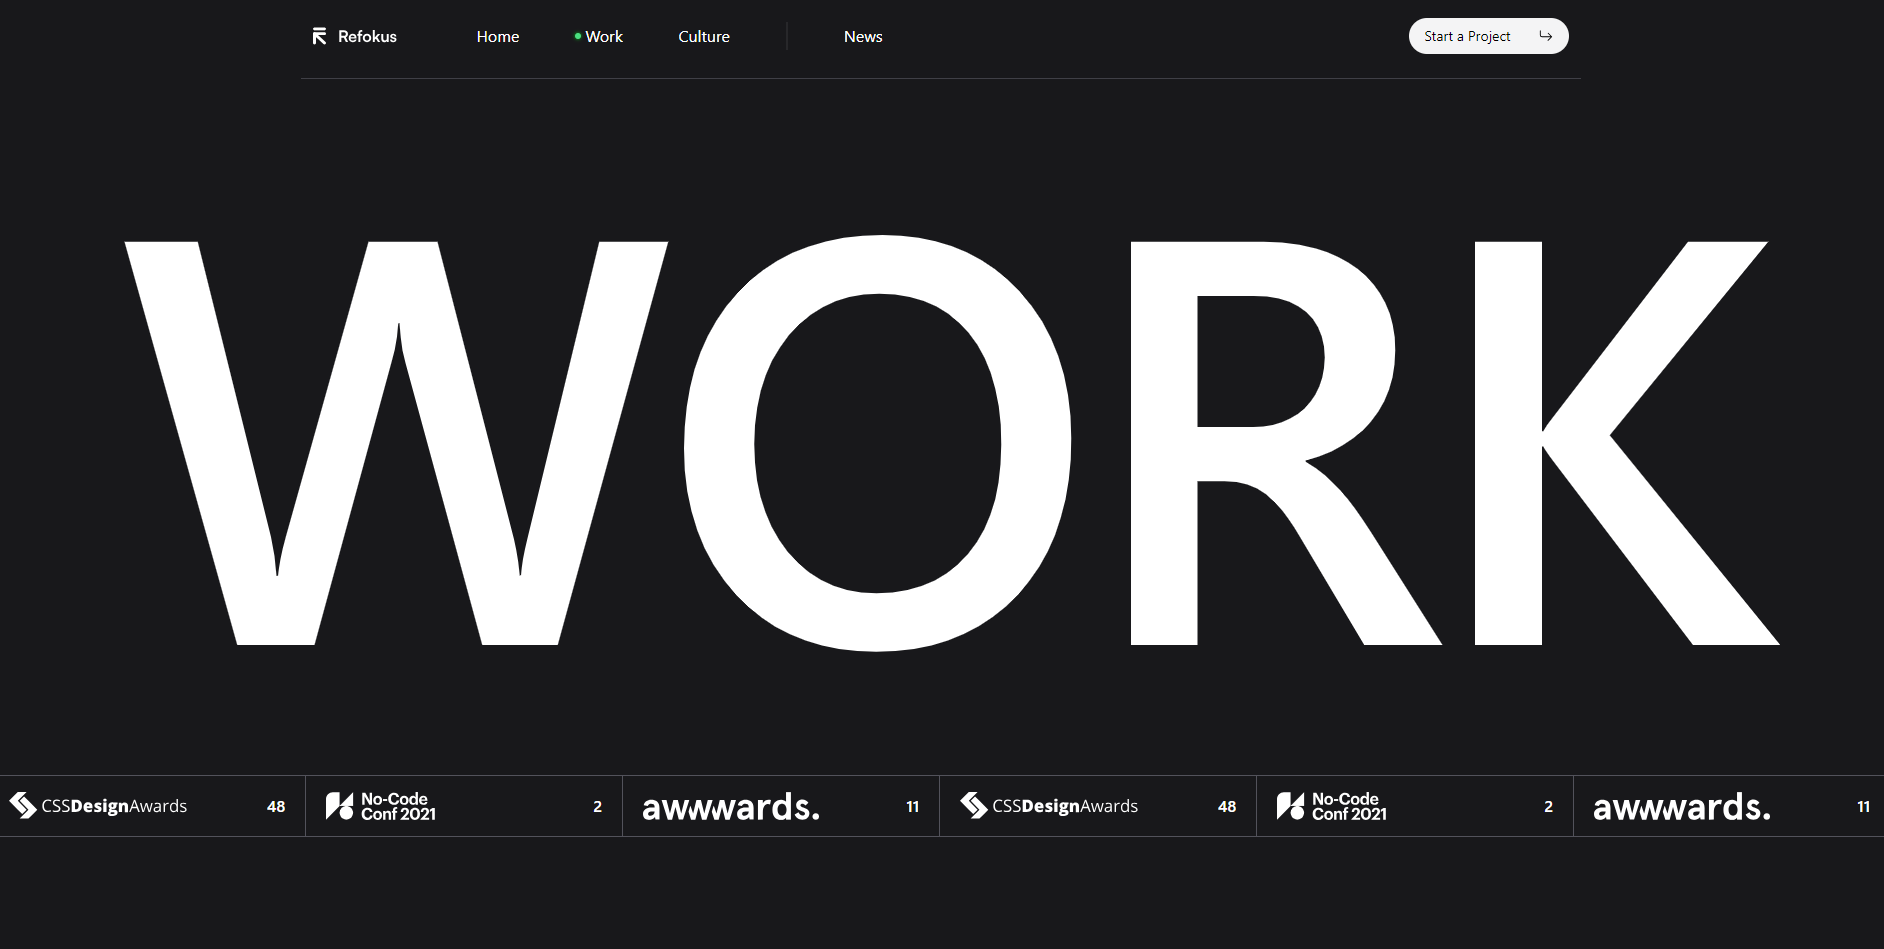 Refokus
Home
Work
Culture
News
Start a Project
WORK
CSSDesignAwards 48
No-Code
Conf 2021
2
awwwards. 11
CSSDesignAwards 48
No-Code
Conf 2021
2
awwwards. 11